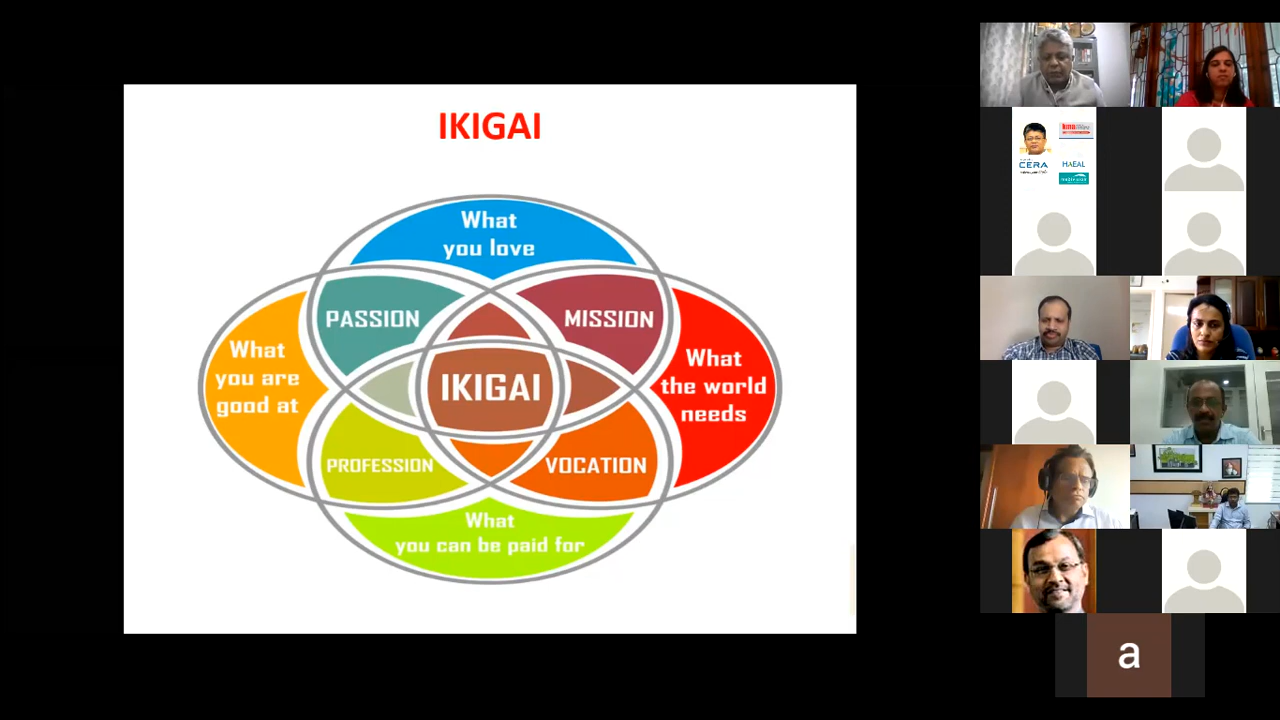 IKIGAI
What
you love
PASSION
MISSION
What
you are
good at
IKIGAI
What
the world
needs
PROFESSION
VOCATION
What
you can be paid for
CERA
HAEAL
a